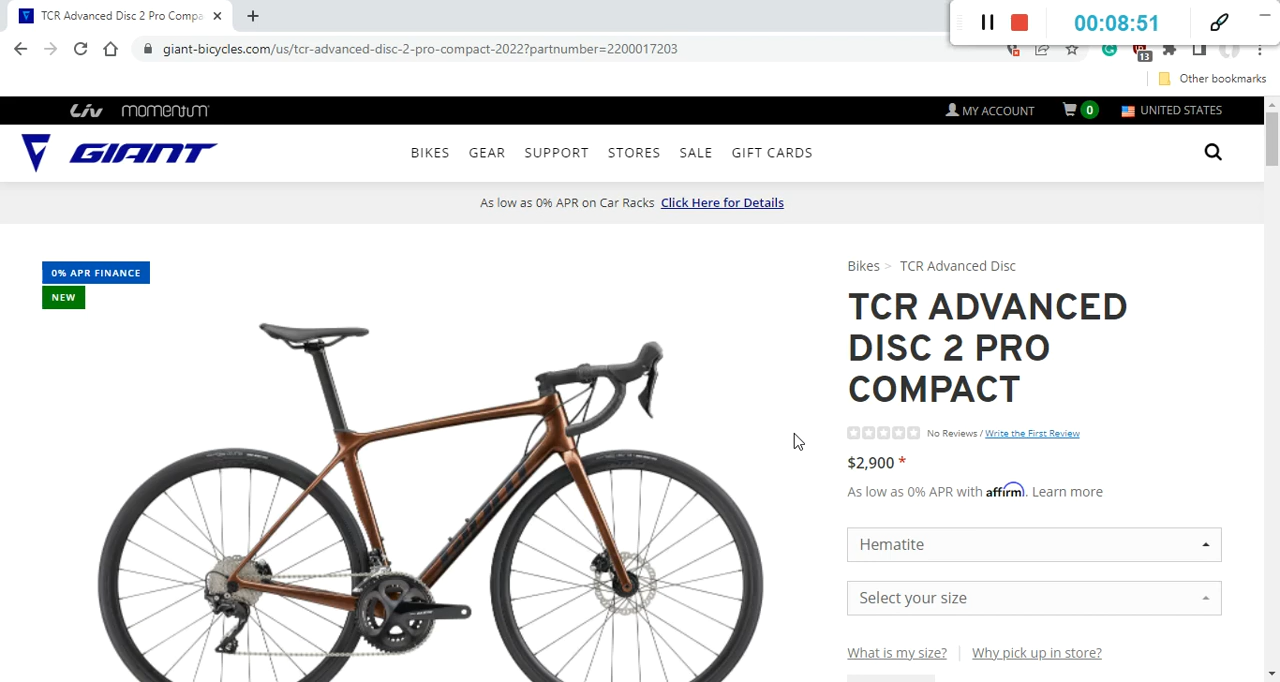 TCR Advanced Disc 2 Pro Compa
00:08:51
giant-bicycles.com/us/tcr-advanced-disc-2-pro-compact-2022?partnumber=2200017203
13
Other bookmarks
Liv momentum
MY ACCOUNT 0 UNITED STATES
GIANT BIKES GEAR SUPPORT STORES SALE GIFT CARDS
As low as 0% APR on Car Racks Click Here for Details
0% APR FINANCE
NEW
Bikes > TCR Advanced Disc
TCR ADVANCED
DISC 2 PRO
COMPACT
No Reviews / Write the First Review
$2,900 *
As low as 0% APR with affirm. Learn more
Hematite
Select your size
What is my size? Why pick up in store?
GIANT